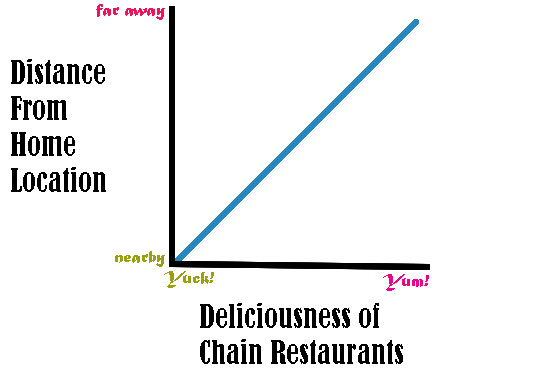 far away
Distance
From
Home
Location
nearby
Yuck!
Yum!
Deliciousness of
Chain Restaurants